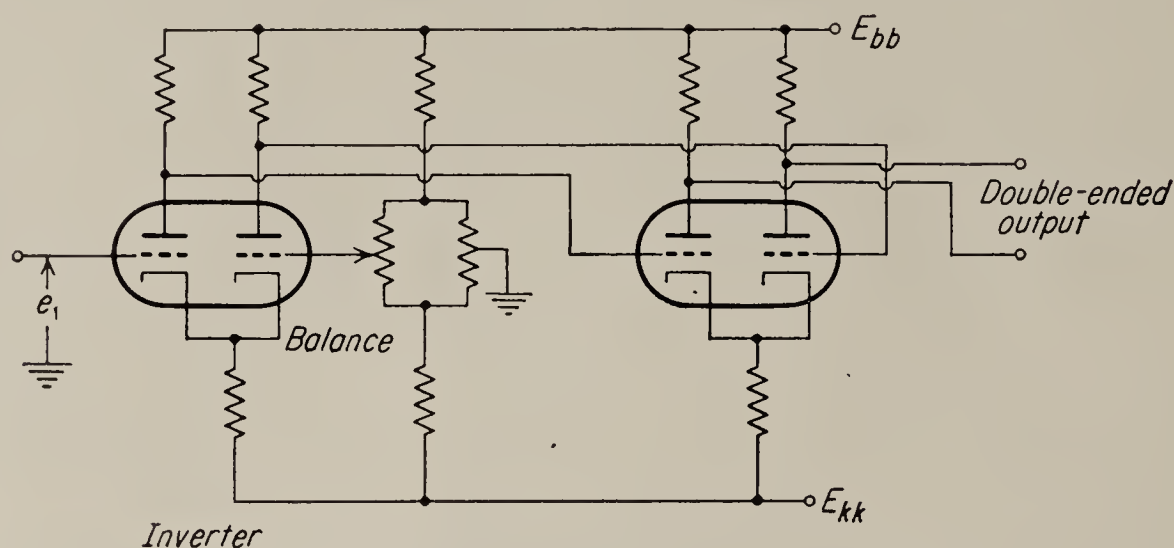 E_bb
Double-ended
output
e_1
Balance
E_kk
Inverter